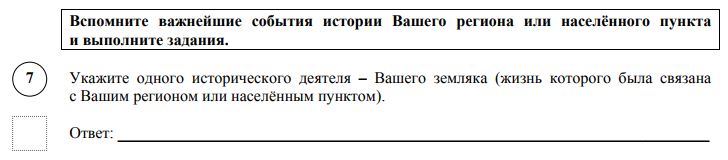 Вспомните важнейшие события истории Вашего региона или населённого пункта
и выполните задания.
7
Укажите одного исторического деятеля – Вашего земляка (жизнь которого была связана
с Вашим регионом или населённым пунктом).
Ответ: